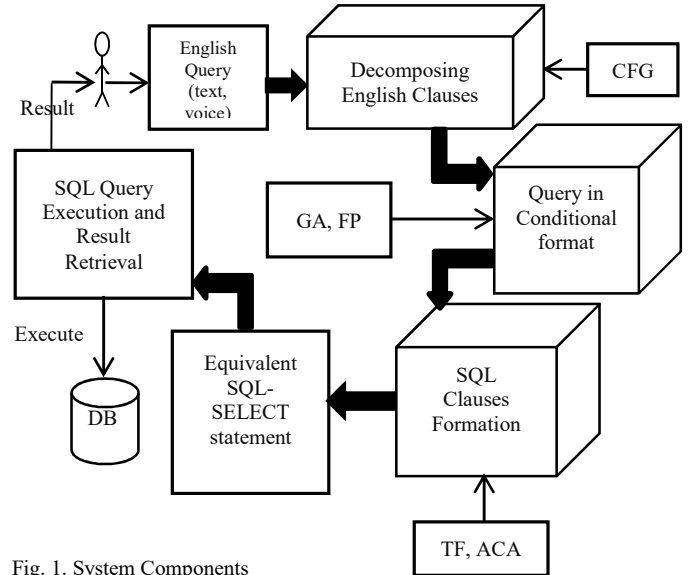 English
Query
(text,
voice)
Decomposing
English Clauses
CFG
Result
SQL Query
Execution and
Result
Retrieval
GA, FP
Query in
Conditional
format
Execute
DB
Equivalent
SQL-
SELECT
statement
SQL
Clauses
Formation
TF, ACA
Fig. 1. System Components